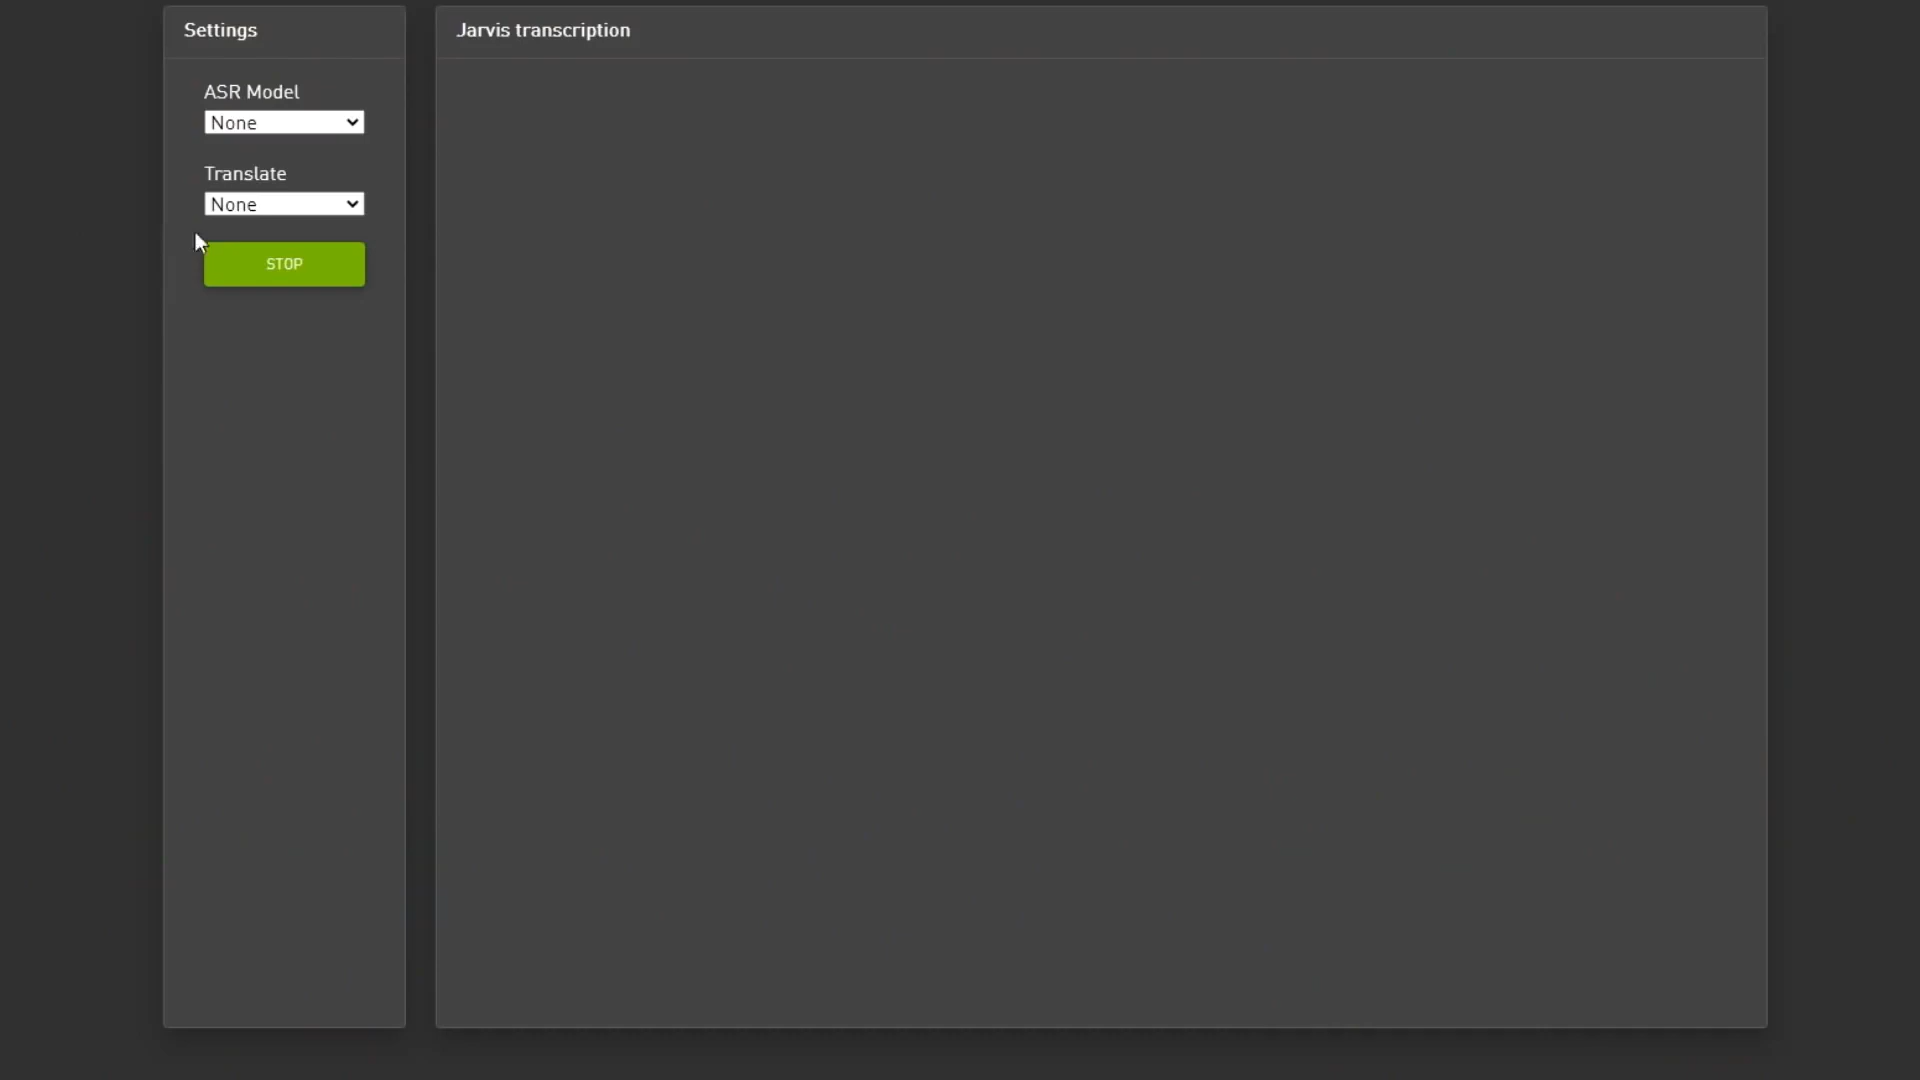 Settings
ASR Model
None
Translate
None
STOP
Jarvis transcription